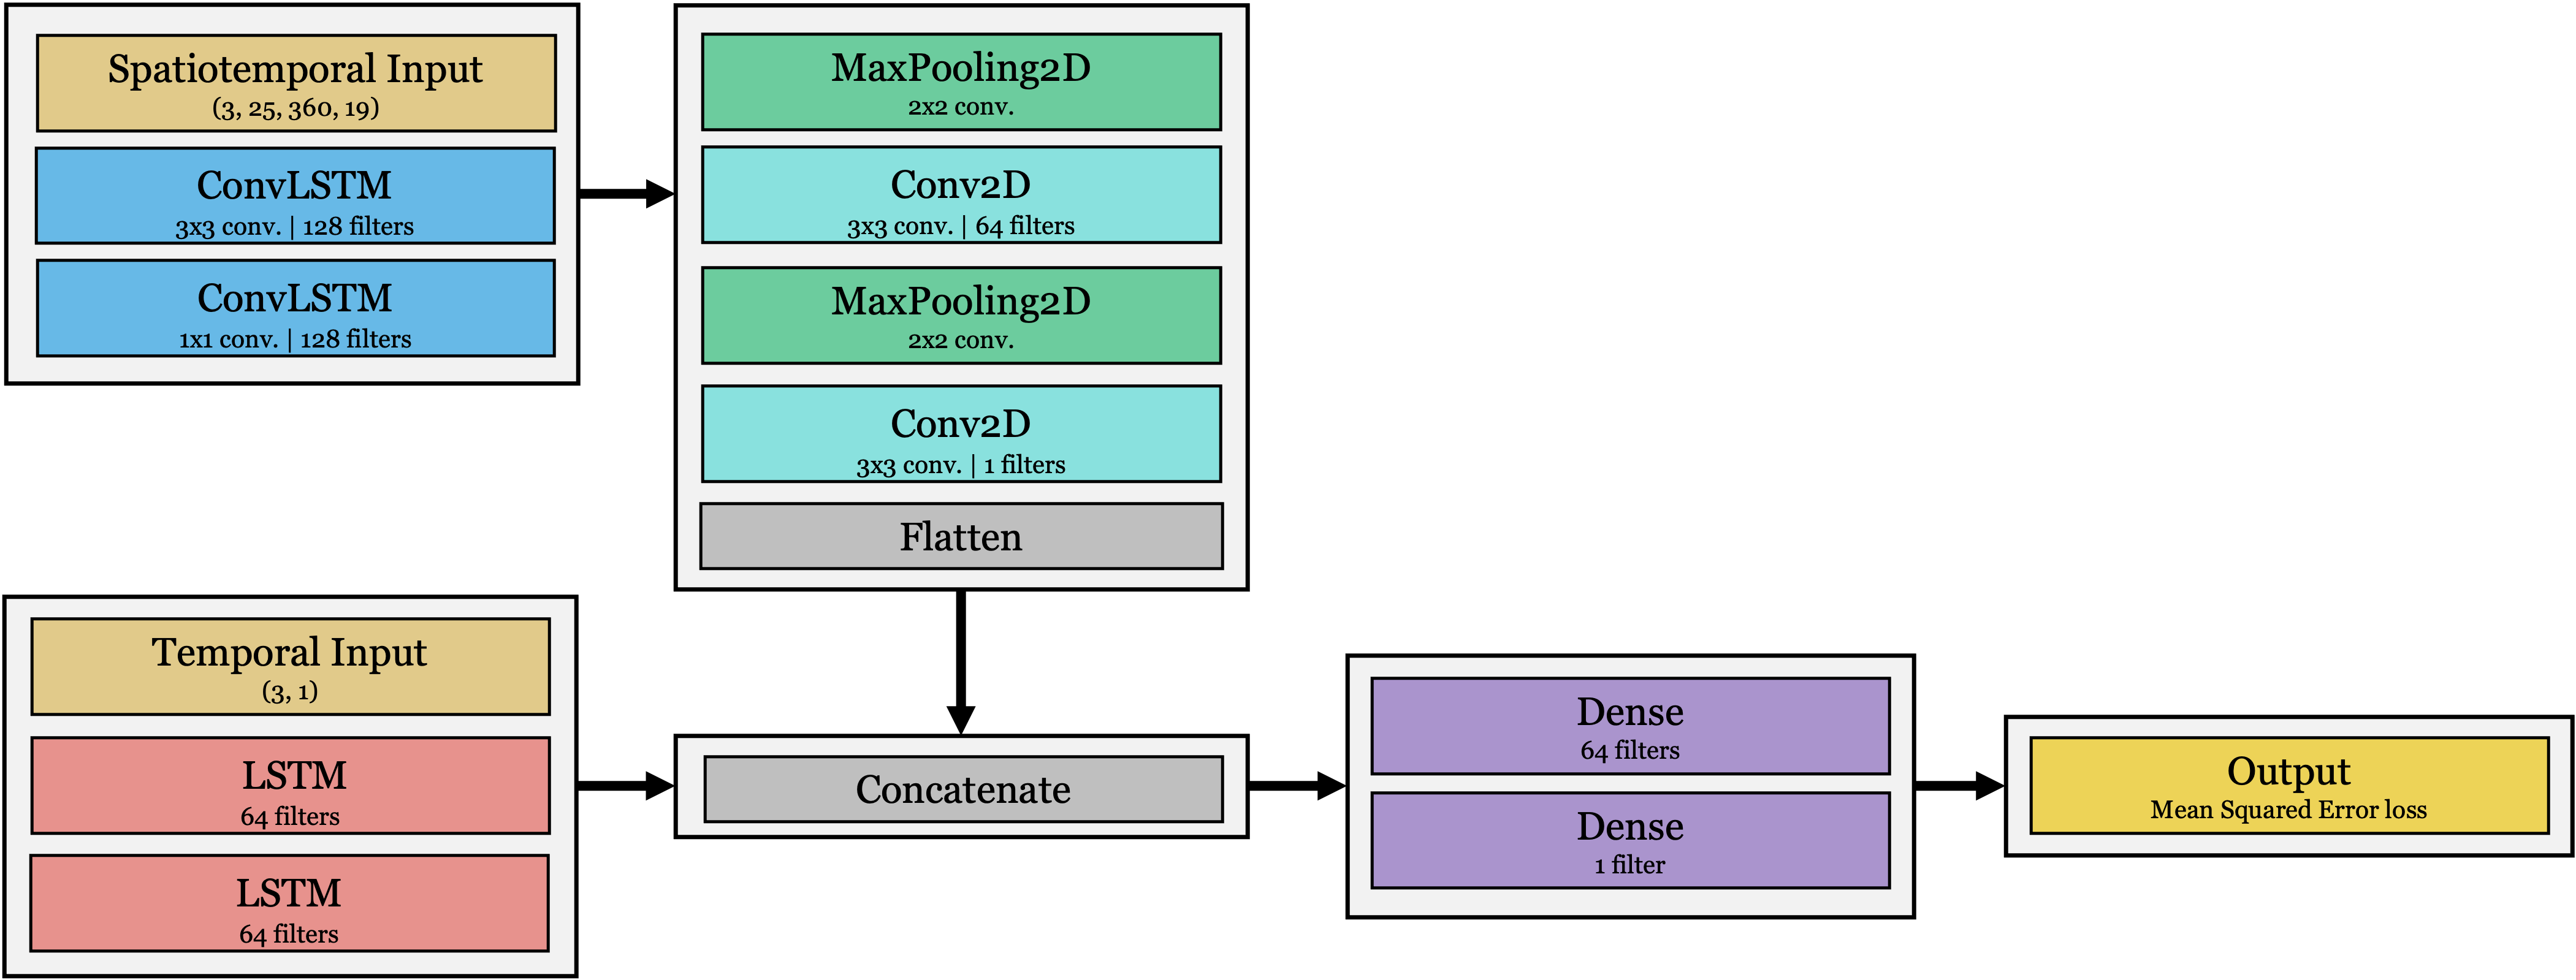 Spatiotemporal Input
(3, 25, 360, 19)
ConvLSTM
3x3 conv. | 128 filters
ConvLSTM
1x1 conv. | 128 filters
MaxPooling2D
2x2 conv.
Conv2D
3x3 conv. | 64 filters
MaxPooling2D
2x2 conv.
Conv2D
3x3 conv. | 1 filters
Flatten
Temporal Input
(3, 1)
LSTM
64 filters
LSTM
64 filters
Concatenate
Dense
64 filters
Dense
1 filter
Output
Mean Squared Error loss